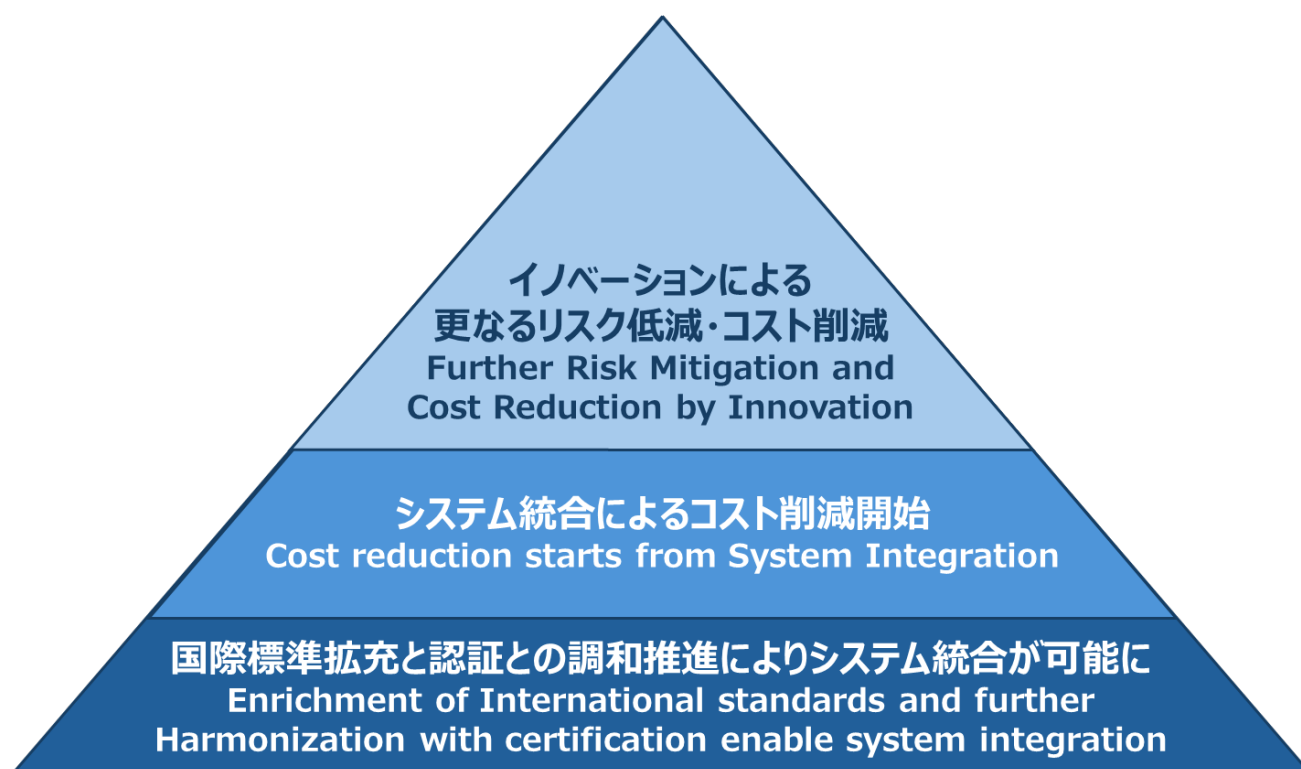 イノベーションによる
更なるリスク低減・コスト削減
Further Risk Mitigation and
Cost Reduction by Innovation
システム統合によるコスト削減開始
Cost reduction starts from System Integration
国際標準拡充と認証との調和推進によりシステム統合が可能に
Enrichment of International standards and further
Harmonization with certification enable system integration